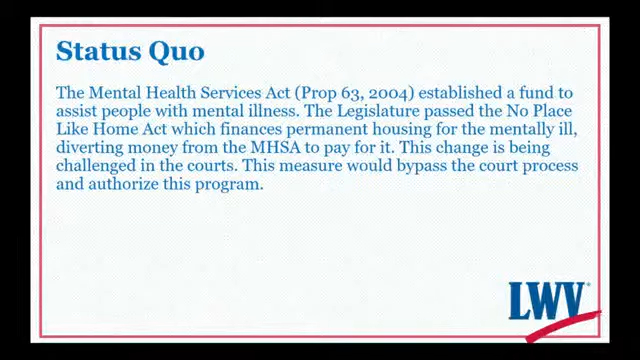 Status Quo
The Mental Health Services Act (Prop 63, 2004) established a fund to
assist people with mental illness. The Legislature passed the No Place
Like Home Act which finances permanent housing for the mentally ill,
diverting money from the MHSA to pay for it. This change is being
challenged in the courts. This measure would bypass the court process
and authorize this program.
LWV